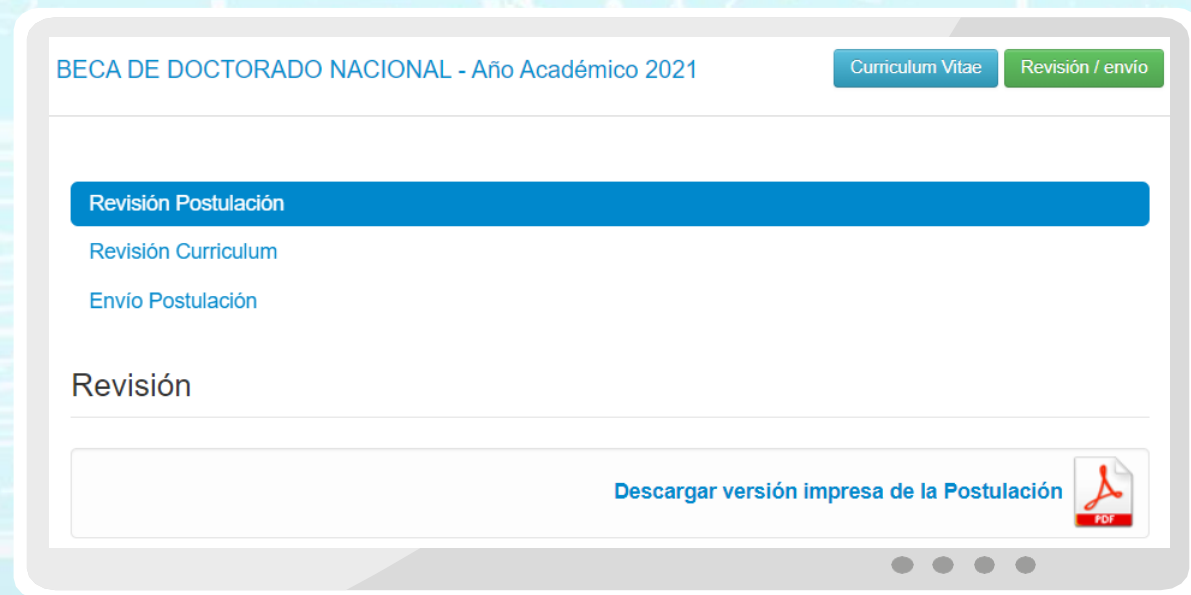 BECA DE DOCTORADO NACIONAL - Año Académico 2021
Curriculum Vitae
Revisión / envío
Revisión Postulación
Revisión Curriculum
Envío Postulación
Revisión
Descargar versión impresa de la Postulación
PDF